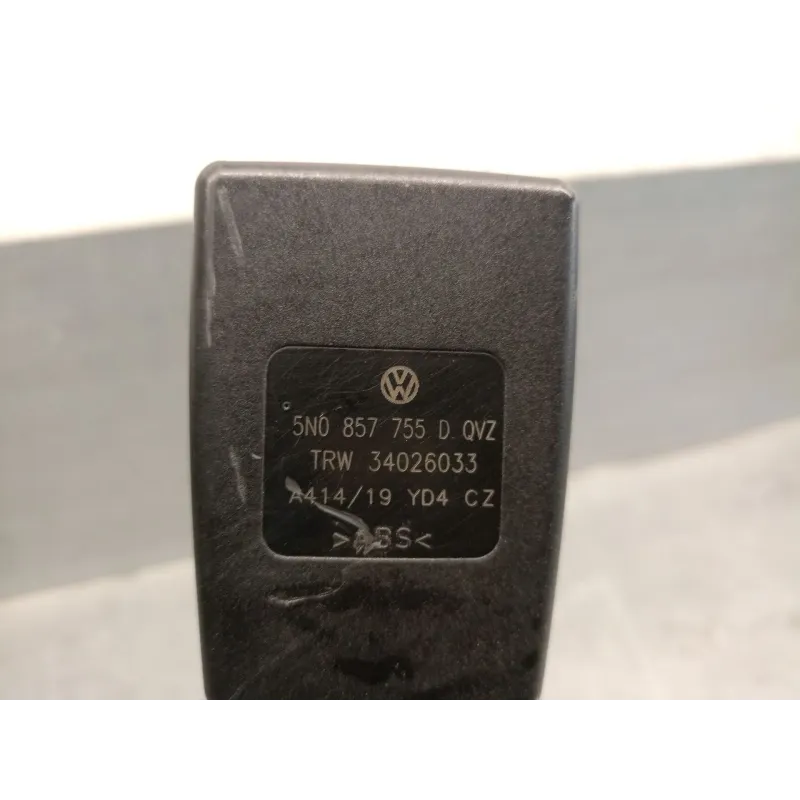 5N0 857 755 D QVZ
TRW 34026033
A414/19 YD4 CZ
>ABS<